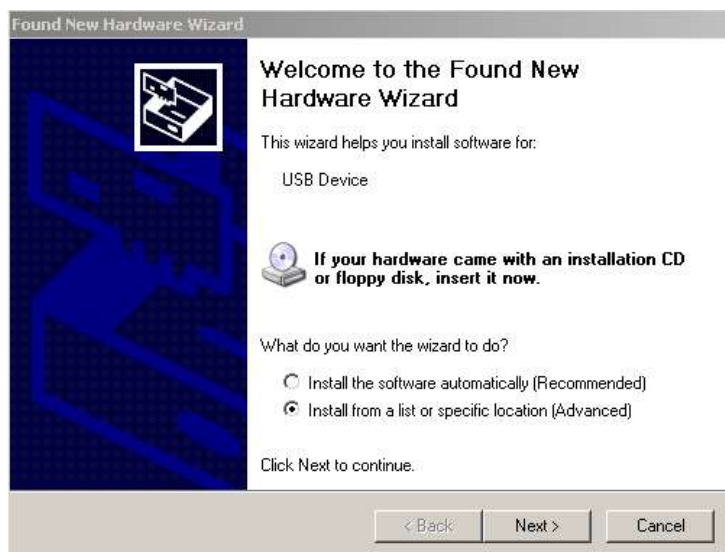 Found New Hardware Wizard
Welcome to the Found New
Hardware Wizard
This wizard helps you install software for:
USB Device
If your hardware came with an installation CD
or floppy disk, insert it now.
What do you want the wizard to do?
Install the software automatically (Recommended)
Install from a list or specific location (Advanced)
Click Next to continue.
< Back Next > Cancel